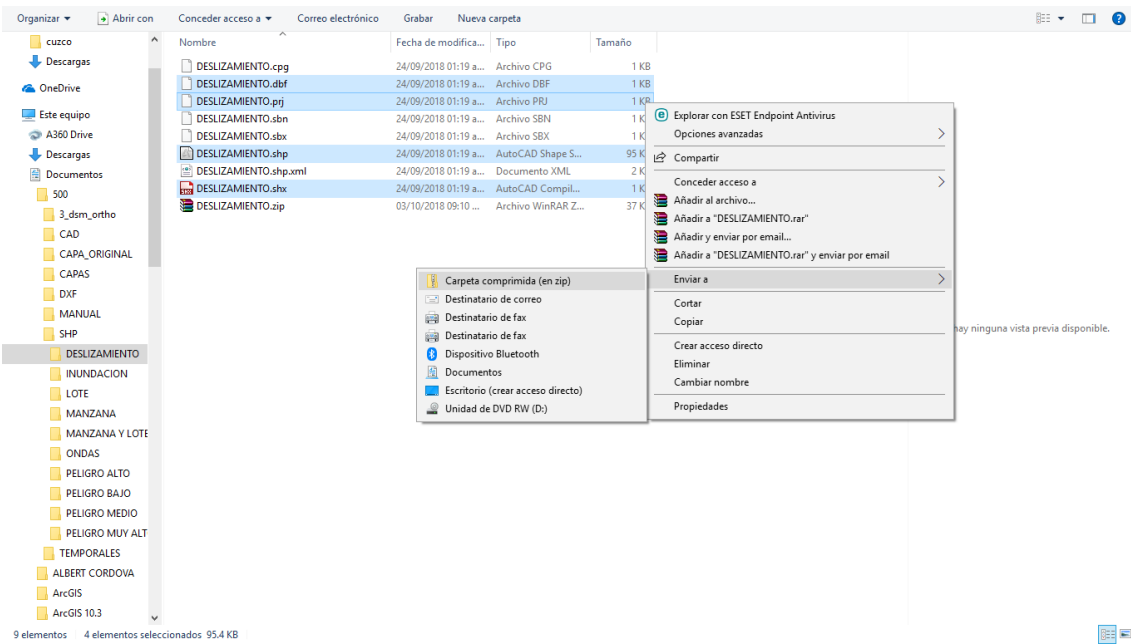 Organizar Abrir con Conceder acceso a Correo electrónico Grabar Nueva carpeta
cuzco
Descargas
OneDrive
Este equipo
A360 Drive
Descargas
Documentos
500
3_dsm_ortho
CAD
CAPA_ORIGINAL
CAPAS
DXF
MANUAL
SHP
DESLIZAMIENTO
INUNDACION
LOTE
MANZANA
MANZANA Y LOTE
ONDAS
PELIGRO ALTO
PELIGRO BAJO
PELIGRO MEDIO
PELIGRO MUY ALT
TEMPORALES
ALBERT CORDOVA
ArcGIS
ArcGIS 10.3
Nombre Fecha de modifica... Tipo Tamaño
DESLIZAMIENTO.cpg 24/09/2018 01:19 a... Archivo CPG 1 KB
DESLIZAMIENTO.dbf 24/09/2018 01:19 a... Archivo DBF 1 KB
DESLIZAMIENTO.prj 24/09/2018 01:19 a... Archivo PRJ 1 KB
DESLIZAMIENTO.sbn 24/09/2018 01:19 a... Archivo SBN 1 K
DESLIZAMIENTO.sbx 24/09/2018 01:19 a... Archivo SBX 1 K
DESLIZAMIENTO.shp 24/09/2018 01:19 a... AutoCAD Shape S... 95 K
DESLIZAMIENTO.shp.xml 24/09/2018 01:19 a... Documento XML 2 K
DESLIZAMIENTO.shx 24/09/2018 01:19 a... AutoCAD Compil... 1 K
DESLIZAMIENTO.zip 03/10/2018 09:10 ... Archivo WinRAR Z... 37 K
Explorar con ESET Endpoint Antivirus
Opciones avanzadas
Compartir
Conceder acceso a
Añadir al archivo...
Añadir a "DESLIZAMIENTO.rar"
Añadir y enviar por email...
Añadir a "DESLIZAMIENTO.rar" y enviar por email
Enviar a
Cortar
Copiar
Crear acceso directo
Eliminar
Cambiar nombre
Propiedades
Carpeta comprimida (en zip)
Destinatario de correo
Destinatario de fax
Destinatario de fax
Dispositivo Bluetooth
Documentos
Escritorio (crear acceso directo)
Unidad de DVD RW (D:)
hay ninguna vista previa disponible.
9 elementos 4 elementos seleccionados 95.4 KB